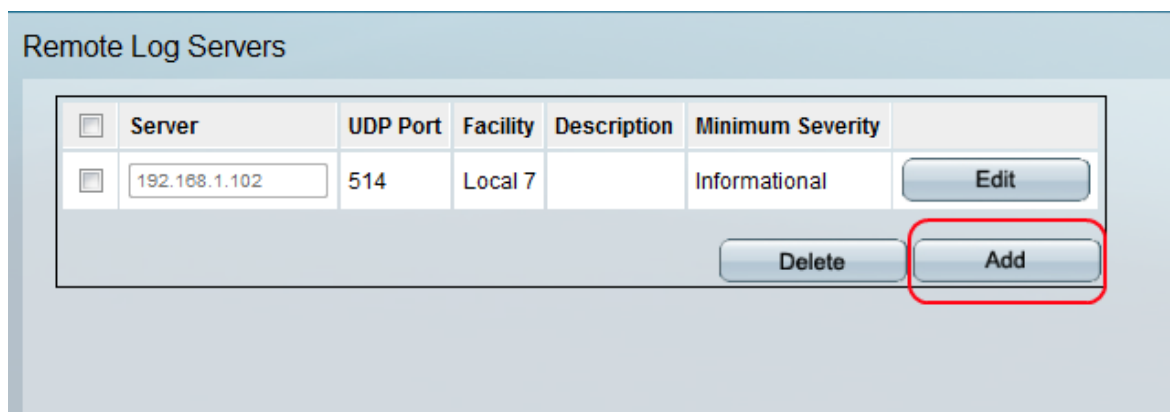 Remote Log Servers
Server UDP Port Facility Description Minimum Severity
192.168.1.102 514 Local 7 Informational Edit
Delete Add